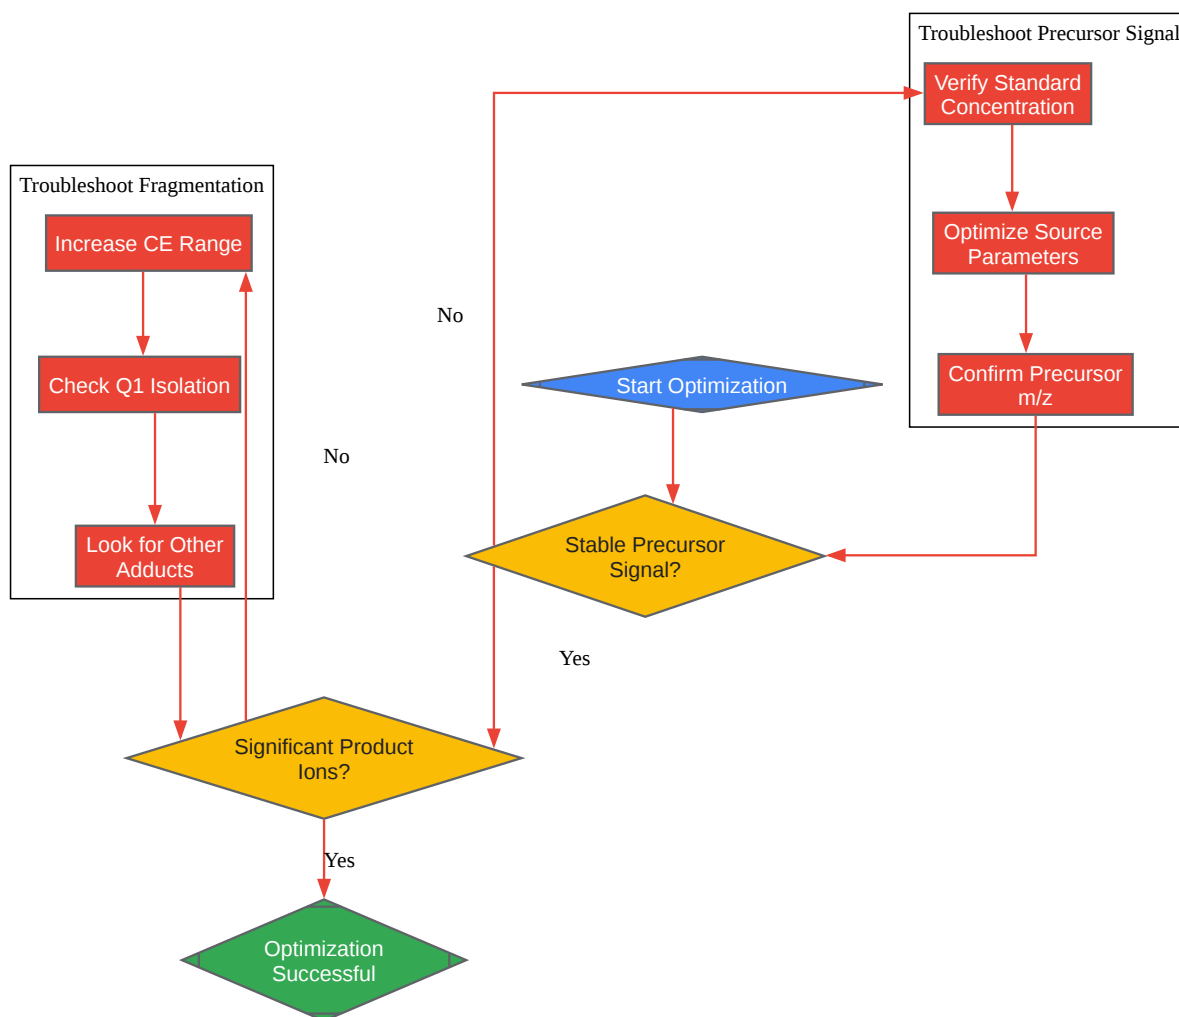 Troubleshoot Precursor Signal
Verify Standard
Concentration
Troubleshoot Fragmentation
Increase CE Range
Optimize Source
Parameters
No
Check Q1 Isolation
Start Optimization
Confirm Precursor
m/z
No
Look for Other
Adducts
Stable Precursor
Signal?
Yes
Significant Product
Ions?
Yes
Optimization
Successful